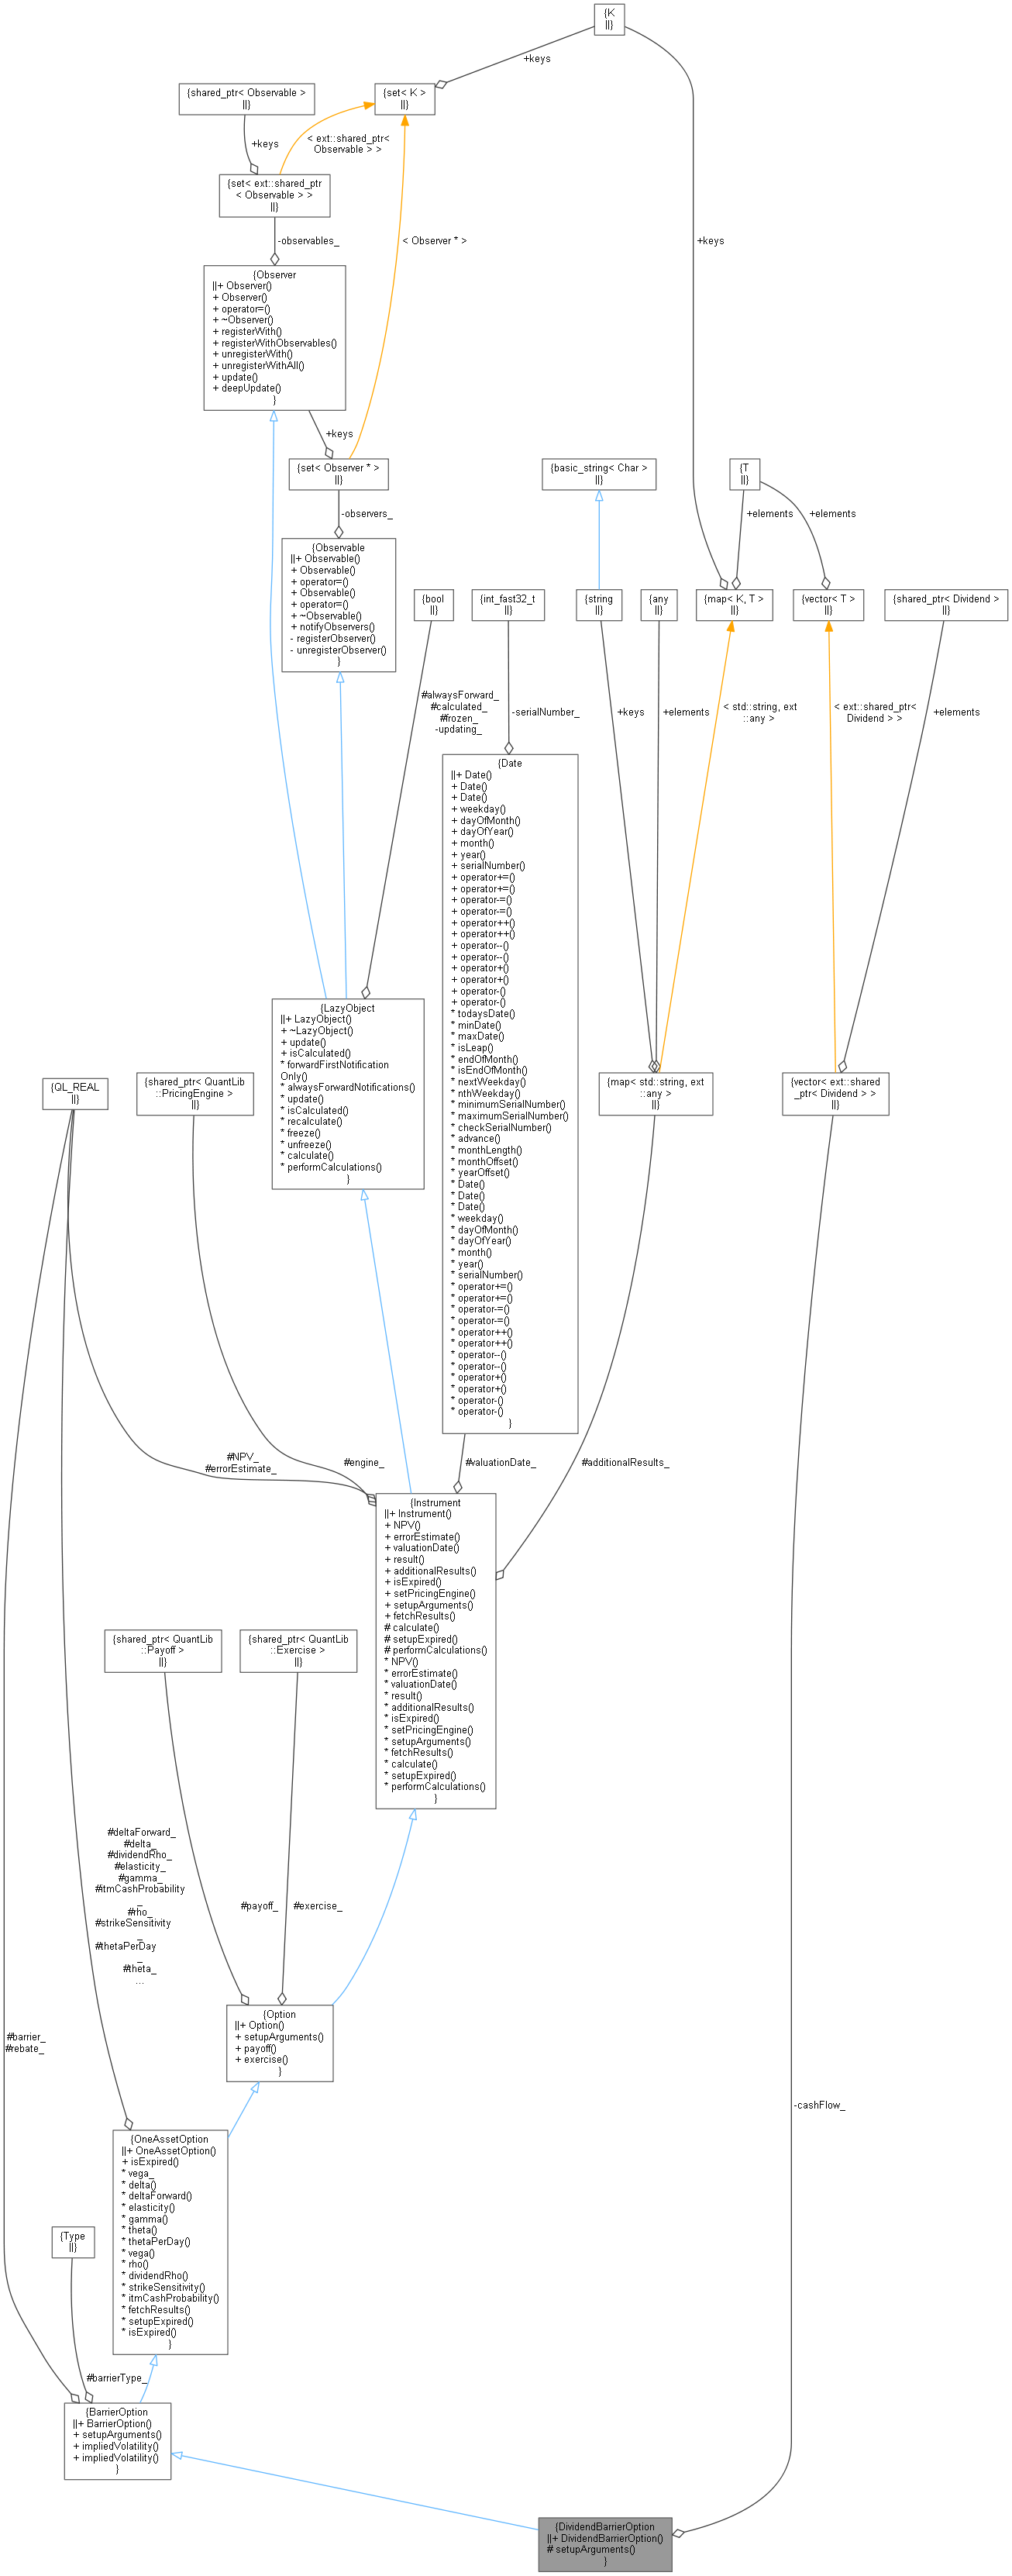 {K
||}
+keys
{shared_ptr< Observable >
||}
{set< K >
||}
+keys
< ext::shared_ptr<
Observable > >
{set< ext::shared_ptr
< Observable > >
||}
-observables_
< Observer * >
+keys
{Observer
||+ Observer()
+ Observer()
+ operator=()
+ ~Observer()
+ registerWith()
+ registerWithObservables()
+ unregisterWith()
+ unregisterWithAll()
+ update()
+ deepUpdate()
}
+keys
{set< Observer * >
||}
{basic_string< Char >
||}
{T
||}
-observers_
+elements
+elements
{Observable
||+ Observable()
+ Observable()
+ operator=()
+ Observable()
+ operator=()
+ ~Observable()
+ notifyObservers()
- registerObserver()
- unregisterObserver()
}
{bool
||}
{int_fast32_t
||}
{string
||}
{any
||}
{map< K, T >
||}
{vector< T >
||}
{shared_ptr< Dividend >
||}
#alwaysForward_
#calculated_
#frozen_
-updating_
-serialNumber_
+keys
+elements
< std::string, ext
::any >
< ext::shared_ptr<
Dividend > >
+elements
{Date
||+ Date()
+ Date()
+ Date()
+ weekday()
+ dayOfMonth()
+ dayOfYear()
+ month()
+ year()
+ serialNumber()
+ operator+=()
+ operator+=()
+ operator-=()
+ operator-=()
+ operator++()
+ operator++()
+ operator--()
+ operator--()
+ operator+()
+ operator+()
+ operator-()
+ operator-()
* todaysDate()
* minDate()
* maxDate()
* isLeap()
* endOfMonth()
* isEndOfMonth()
* nextWeekday()
* nthWeekday()
* minimumSerialNumber()
* maximumSerialNumber()
* checkSerialNumber()
* advance()
* monthLength()
* monthOffset()
* yearOffset()
* Date()
* Date()
* Date()
* weekday()
* dayOfMonth()
* dayOfYear()
* month()
* year()
* serialNumber()
* operator+=()
* operator+=()
* operator-=()
* operator-=()
* operator++()
* operator++()
* operator--()
* operator--()
* operator+()
* operator+()
* operator-()
* operator-()
}
{LazyObject
||+ LazyObject()
+ ~LazyObject()
+ update()
+ isCalculated()
* forwardFirstNotification
Only()
* alwaysForwardNotifications()
* update()
* isCalculated()
* recalculate()
* freeze()
* unfreeze()
* calculate()
* performCalculations()
}
{QL_REAL
||}
{shared_ptr< QuantLib
::PricingEngine >
||}
{map< std::string, ext
::any >
||}
{vector< ext::shared
_ptr< Dividend > >
||}
#NPV_
#errorEstimate_
#engine_
#valuationDate_
#additionalResults_
{Instrument
||+ Instrument()
+ NPV()
+ errorEstimate()
+ valuationDate()
+ result()
+ additionalResults()
+ isExpired()
+ setPricingEngine()
+ setupArguments()
+ fetchResults()
# calculate()
# setupExpired()
# performCalculations()
* NPV()
* errorEstimate()
* valuationDate()
* result()
* additionalResults()
* isExpired()
* setPricingEngine()
* setupArguments()
* fetchResults()
* calculate()
* setupExpired()
* performCalculations()
}
{shared_ptr< QuantLib
::Payoff >
||}
{shared_ptr< QuantLib
::Exercise >
||}
#deltaForward_
#delta_
#dividendRho_
#elasticity_
#gamma_
#itmCashProbability
_
#rho_
#strikeSensitivity
_
#thetaPerDay
_
#theta_
...
#payoff_
#exercise_
{Option
||+ Option()
+ setupArguments()
+ payoff()
+ exercise()
}
#barrier_
#rebate_
-cashFlow_
{OneAssetOption
||+ OneAssetOption()
+ isExpired()
* vega_
* delta()
* deltaForward()
* elasticity()
* gamma()
* theta()
* thetaPerDay()
* vega()
* rho()
* dividendRho()
* strikeSensitivity()
* itmCashProbability()
* fetchResults()
* setupExpired()
* isExpired()
}
{Type
||}
#barrierType_
{BarrierOption
||+ BarrierOption()
+ setupArguments()
+ impliedVolatility()
+ impliedVolatility()
}
{DividendBarrierOption
||+ DividendBarrierOption()
# setupArguments()
}